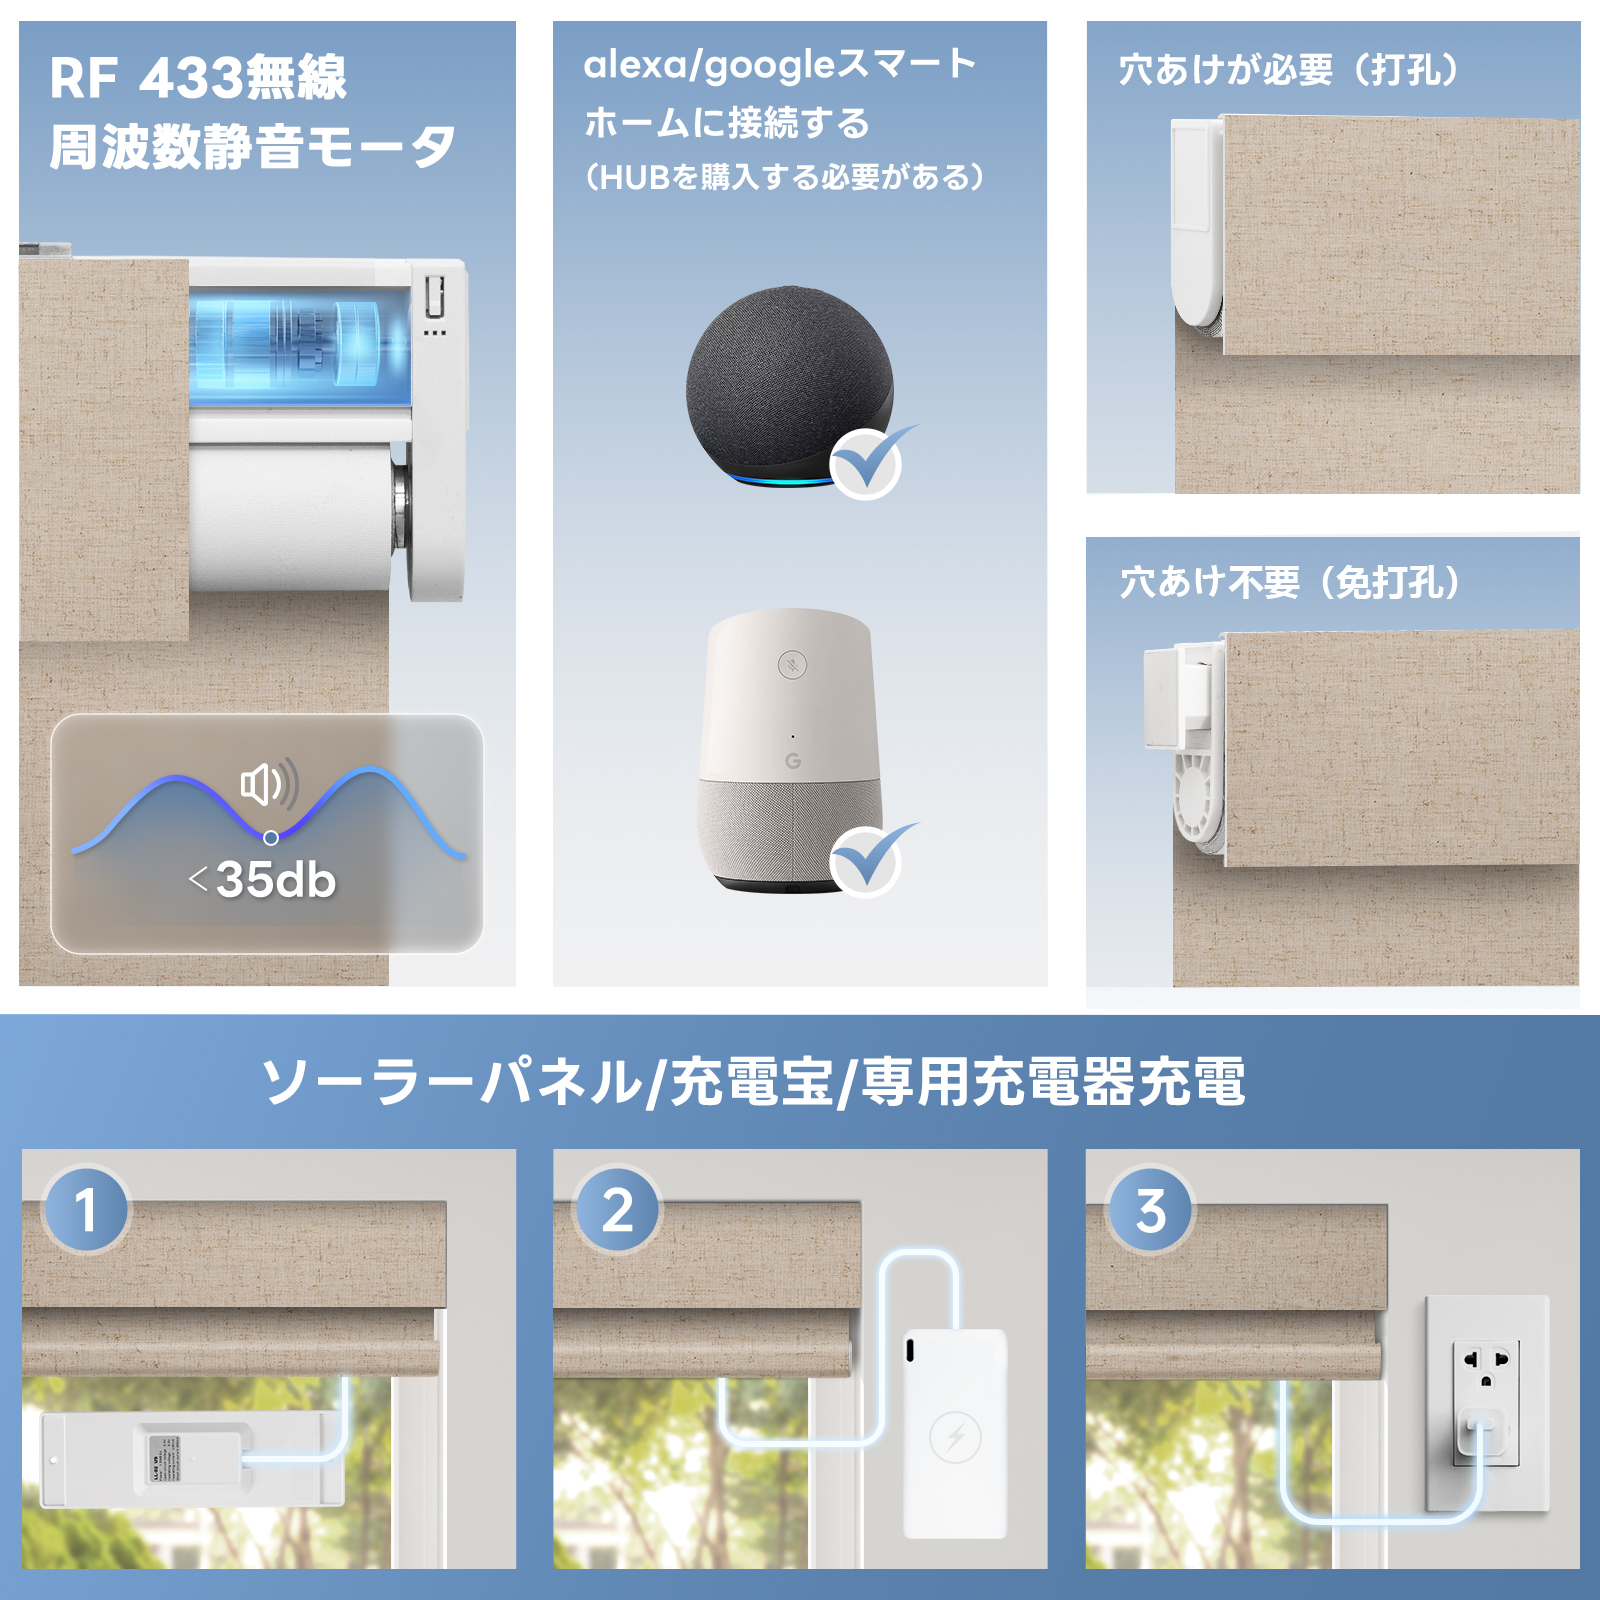 RF 433無線
周波数静音モータ
<35db
alexa/googleスマート
ホームに接続する
（HUBを購入する必要がある）
G
穴あけが必要（打孔）
穴あけ不要（免打孔）
ソーラーパネル/充電宝/専用充電器充電
1
2
3